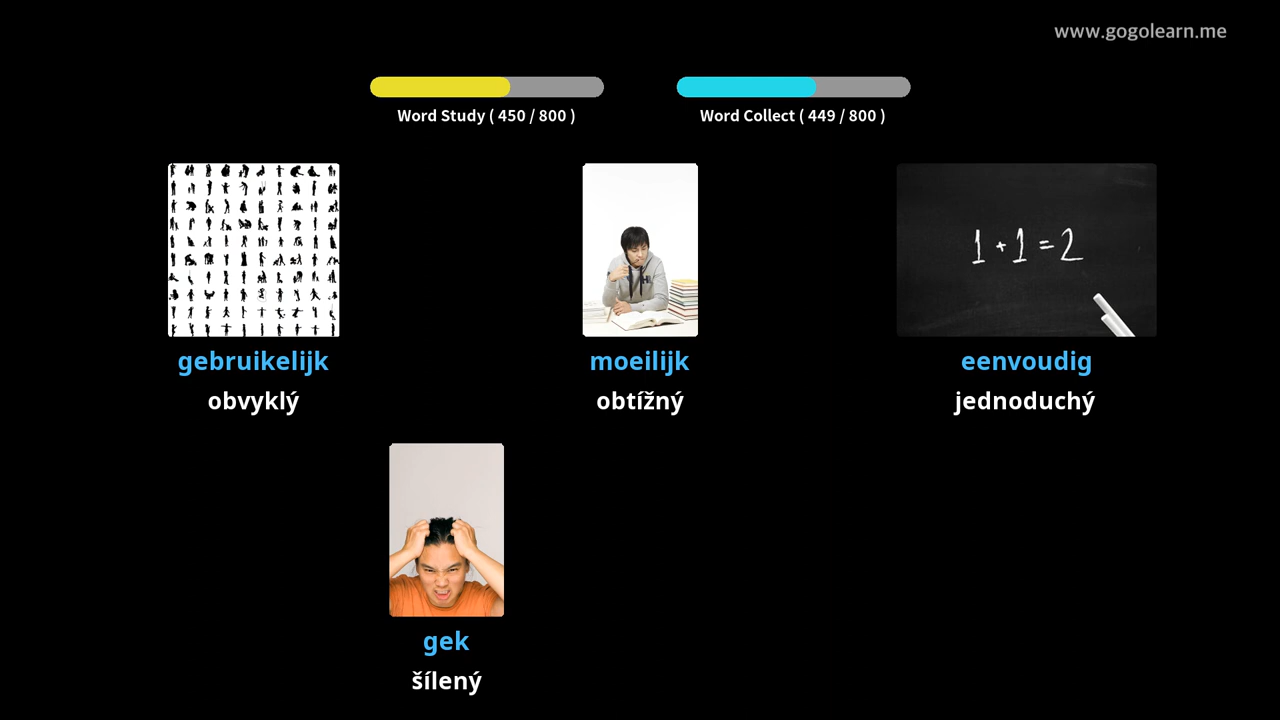 www.gogolearn.me
Word Study ( 450 / 800 )
Word Collect ( 449 / 800 )
1 + 1 = 2
gebruikelijk
obvyklý
moeilijk
obtížný
eenvoudig
jednoduchý
gek
šílený